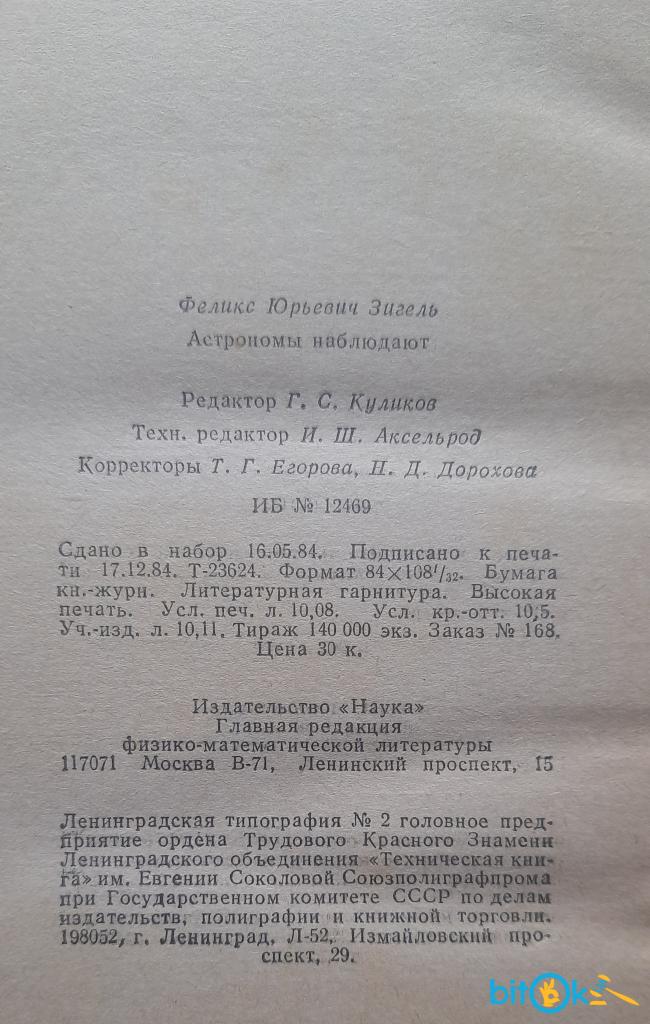 Феликс Юрьевич Зигель
Астрономы наблюдают
Редактор Г. С. Куликов
Техн. редактор И. Ш. Аксельрод
Корректоры Т. Г. Егорова, Н. Д. Дорохова
ИБ № 12469
Сдано в набор 16.05.84. Подписано к печа-
ти 17.12.84. Т-23624. Формат 84×108¹/₃₂. Бумага
кн.-журн. Литературная гарнитура. Высокая
печать. Усл. печ. л. 10,08. Усл. кр.-отт. 10,5.
Уч.-изд. л. 10,11. Тираж 140 000 экз. Заказ № 168.
Цена 30 к.
Издательство «Наука»
Главная редакция
физико-математической литературы
117071 Москва В-71, Ленинский проспект, 15
Ленинградская типография № 2 головное пред-
приятие ордена Трудового Красного Знамени
Ленинградского объединения «Техническая кни-
га» им. Евгении Соколовой Союзполиграфпрома
при Государственном комитете СССР по делам
издательств, полиграфии и книжной торговли.
198052, г. Ленинград, Л-52, Измайловский про-
спект, 29.
bitOk